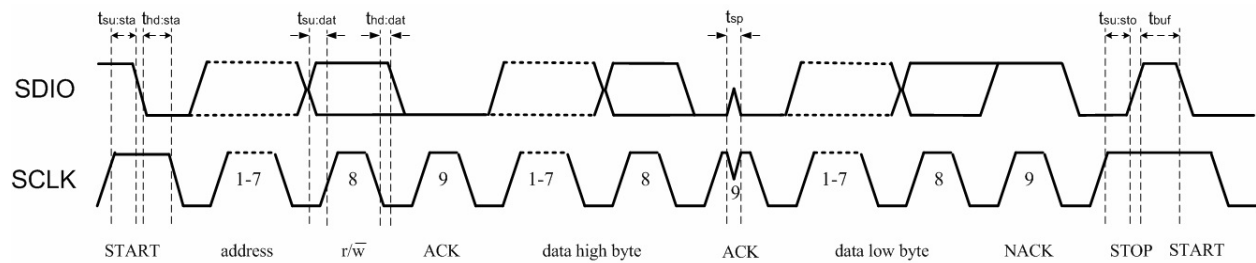 tsu:sta thd:sta tsu:dat thd:dat tsp tsu:sto tbuf
SDIO
SCLK 1-7 8 9 1-7 8 9 1-7 8 9
START address r/w̅ ACK data high byte ACK data low byte NACK STOP START